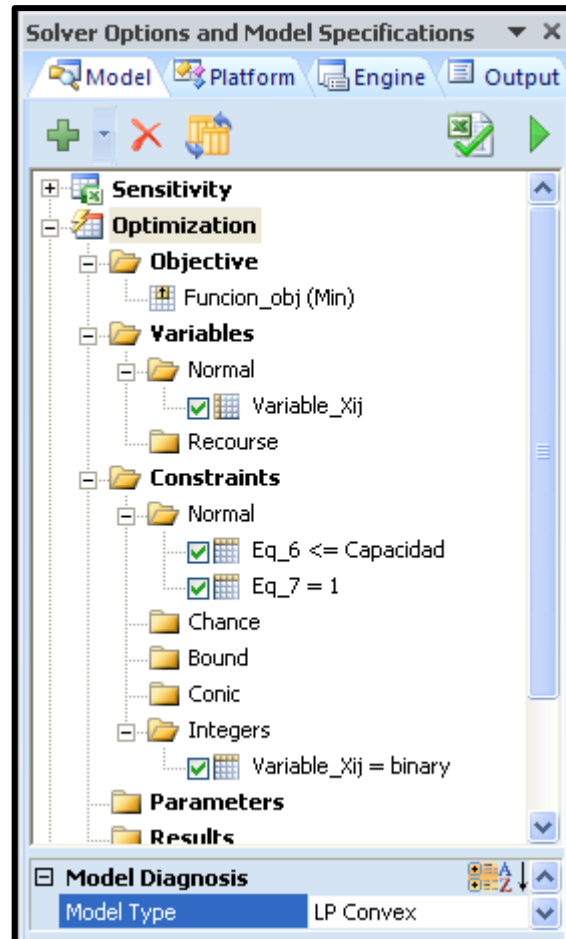 Solver Options and Model Specifications
Model Platform Engine Output
Sensitivity
Optimization
Objective
Funcion_obj (Min)
Variables
Normal
Variable_Xij
Recourse
Constraints
Normal
Eq_6 <= Capacidad
Eq_7 = 1
Chance
Bound
Conic
Integers
Variable_Xij = binary
Parameters
Results
Model Diagnosis
Model Type LP Convex